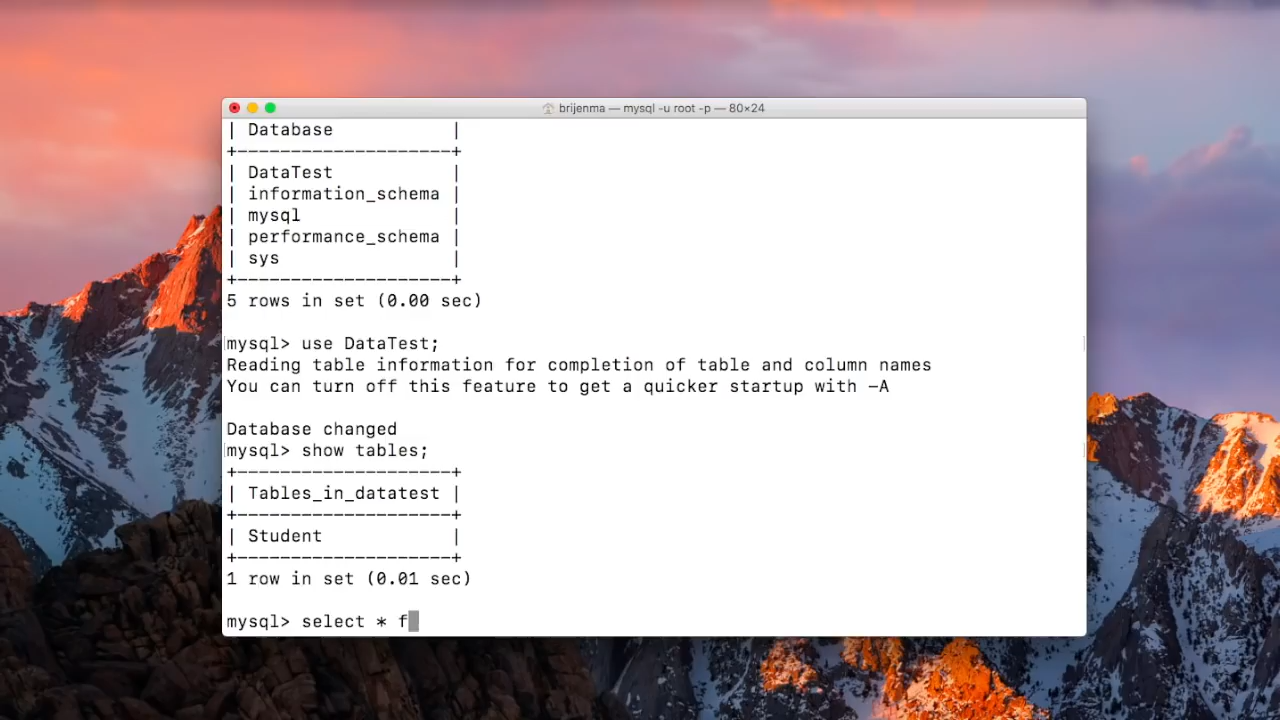 brijenma — mysql -u root -p — 80×24
| Database           |
+--------------------+
| DataTest           |
| information_schema |
| mysql              |
| performance_schema |
| sys                |
+--------------------+
5 rows in set (0.00 sec)
mysql> use DataTest;
Reading table information for completion of table and column names
You can turn off this feature to get a quicker startup with -A
Database changed
mysql> show tables;
+--------------------+
| Tables_in_datatest |
+--------------------+
| Student            |
+--------------------+
1 row in set (0.01 sec)
mysql> select * f